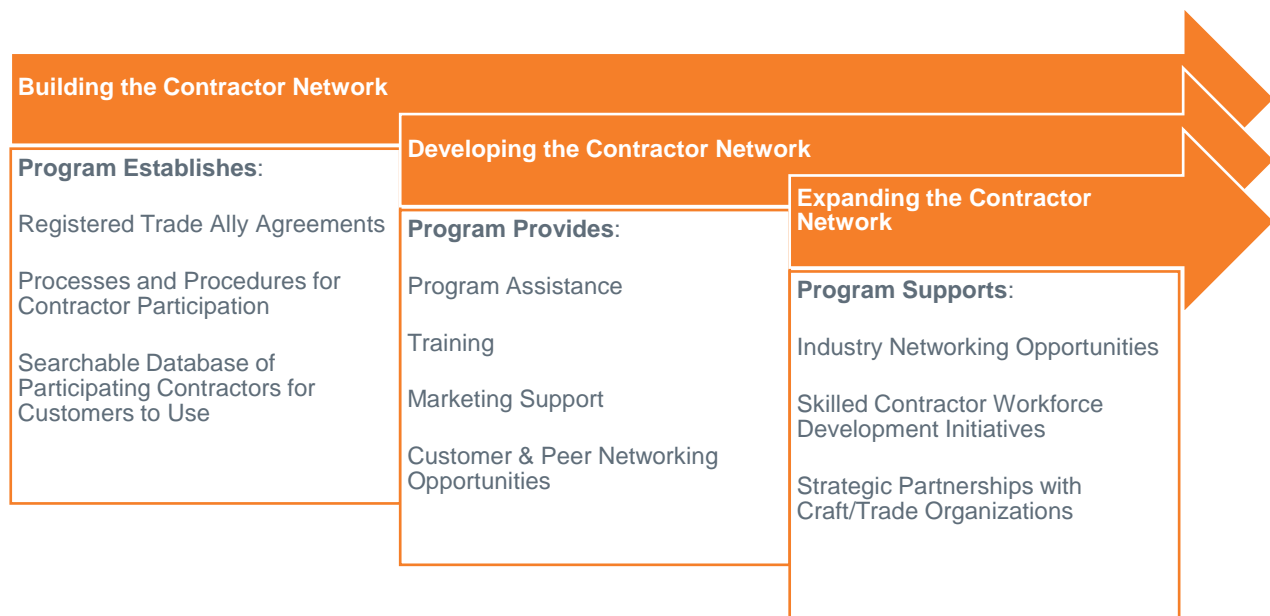 Building the Contractor Network
Program Establishes:
Registered Trade Ally Agreements
Processes and Procedures for
Contractor Participation
Searchable Database of
Participating Contractors for
Customers to Use
Developing the Contractor Network
Program Provides:
Program Assistance
Training
Marketing Support
Customer & Peer Networking
Opportunities
Expanding the Contractor
Network
Program Supports:
Industry Networking Opportunities
Skilled Contractor Workforce
Development Initiatives
Strategic Partnerships with
Craft/Trade Organizations